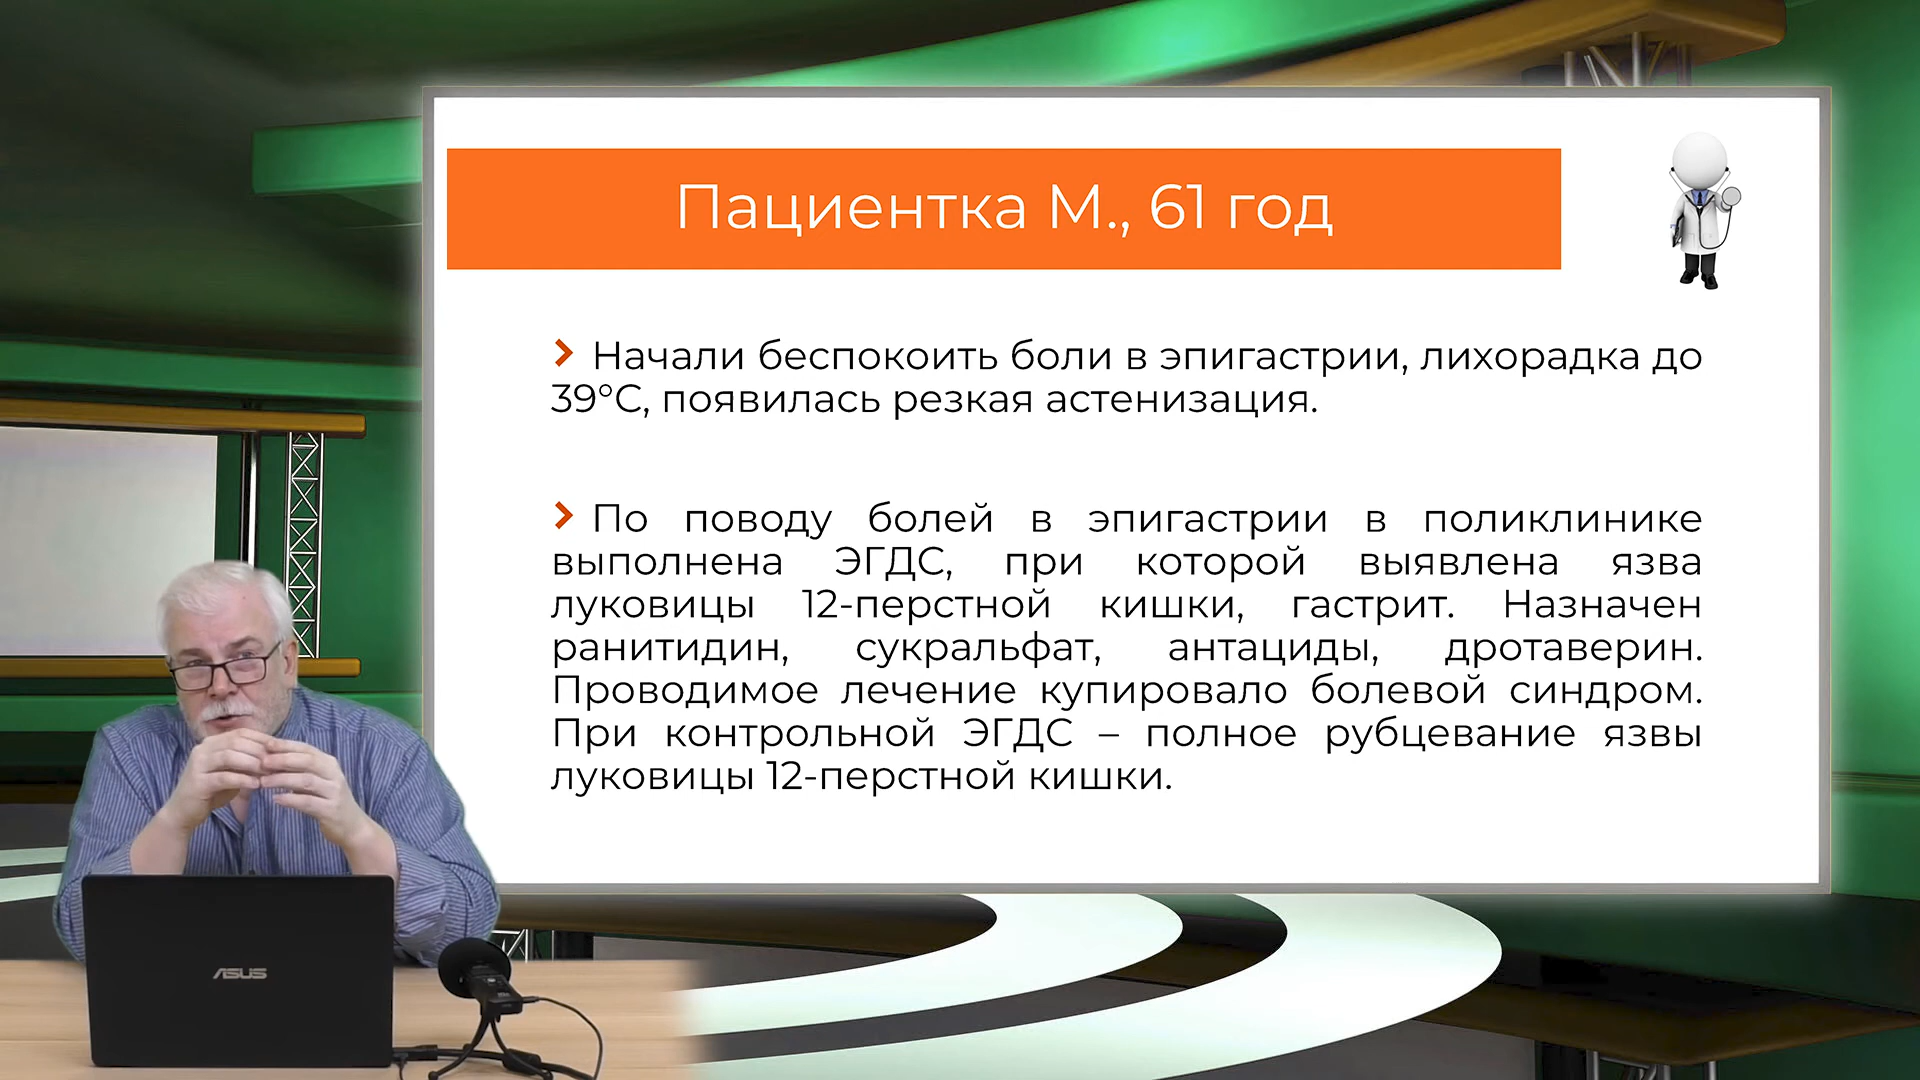 Пациентка М., 61 год
Начали беспокоить боли в эпигастрии, лихорадка до
39°С, появилась резкая астенизация.
По поводу болей в эпигастрии в поликлинике
выполнена ЭГДС, при которой выявлена язва
луковицы 12-перстной кишки, гастрит. Назначен
ранитидин, сукральфат, антациды, дротаверин.
Проводимое лечение купировало болевой синдром.
При контрольной ЭГДС – полное рубцевание язвы
луковицы 12-перстной кишки.
ASUS